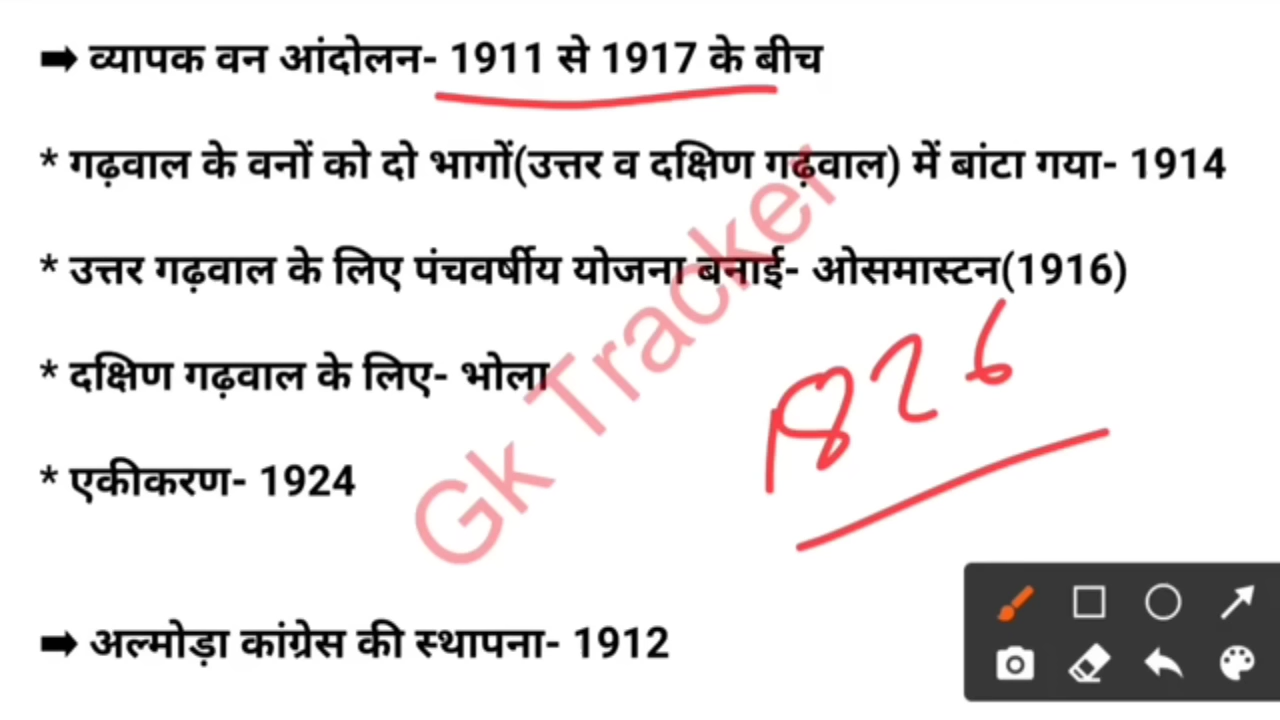 ➡ व्यापक वन आंदोलन- 1911 से 1917 के बीच
* गढ़वाल के वनों को दो भागों(उत्तर व दक्षिण गढ़वाल) में बांटा गया- 1914
* उत्तर गढ़वाल के लिए पंचवर्षीय योजना बनाई- ओसमास्टन(1916)
* दक्षिण गढ़वाल के लिए- भोला
1826
* एकीकरण- 1924
Gk Tracker
➡ अल्मोड़ा कांग्रेस की स्थापना- 1912